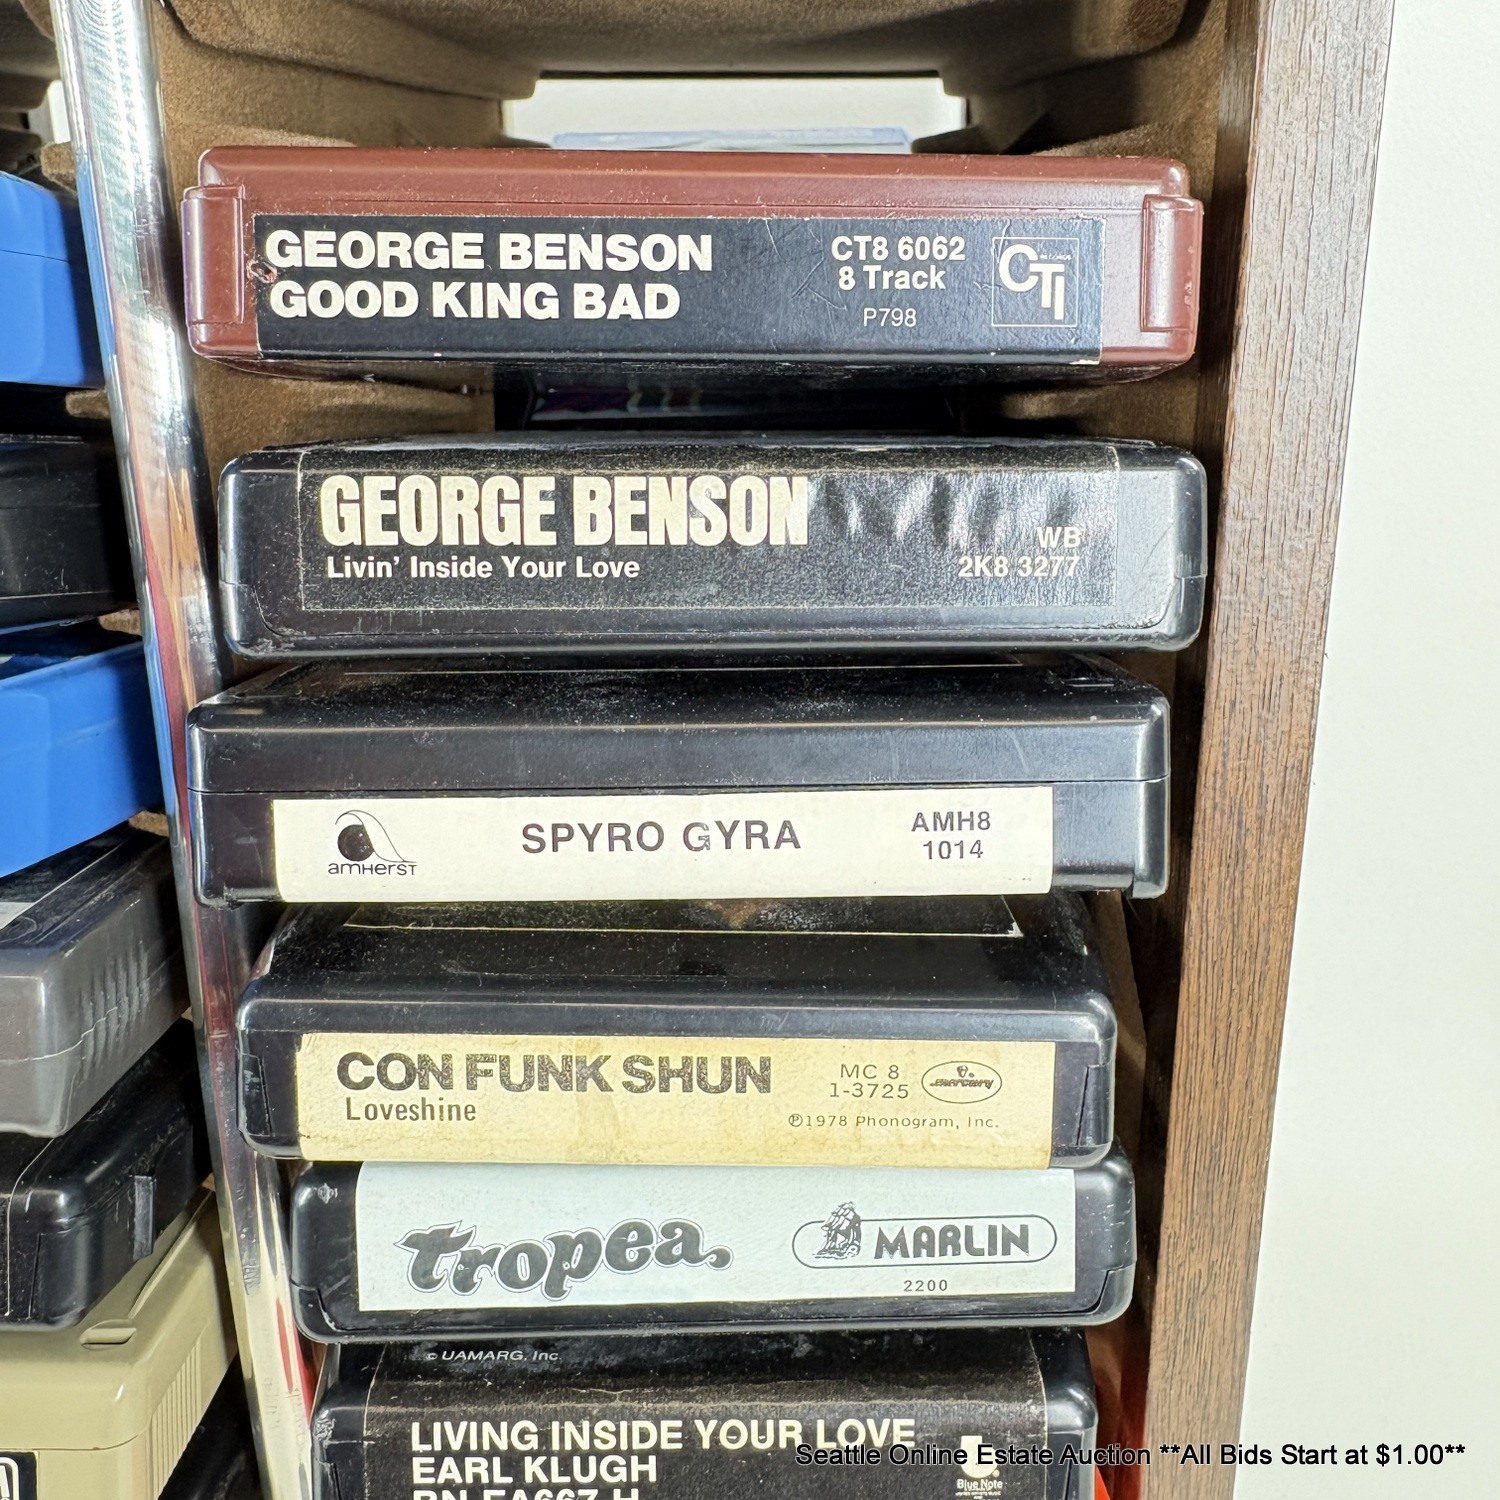 GEORGE BENSON
GOOD KING BAD
CT8 6062
8 Track
P798
CTI
GEORGE BENSON
Livin' Inside Your Love
WB
2K8 3277
amHerst
SPYRO GYRA
AMH8
1014
CON FUNK SHUN
Loveshine
MC 8
1-3725
mercury
℗1978 Phonogram, Inc.
tropea
MARLIN
2200
© UAMARG, Inc.
LIVING INSIDE YOUR LOVE
EARL KLUGH
BN-EA667-H
Blue Note
Seattle Online Estate Auction **All Bids Start at $1.00**